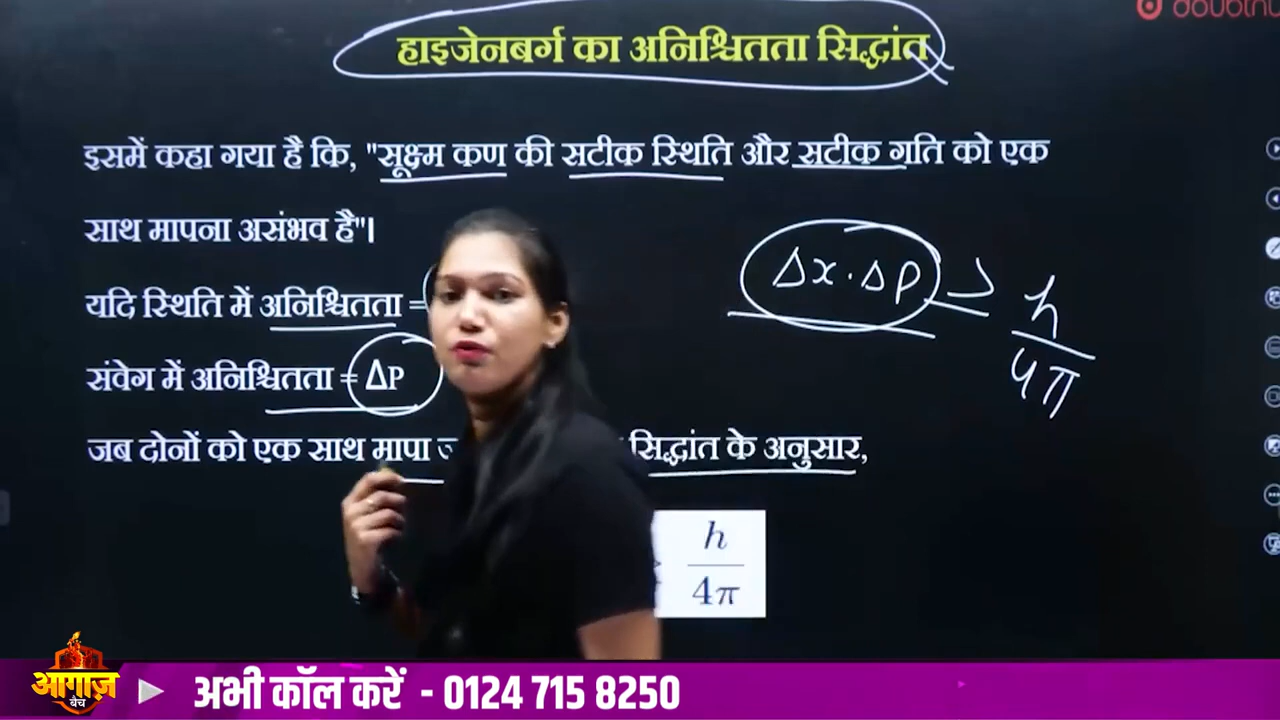 doubtnu
हाइजेनबर्ग का अनिश्चितता सिद्धांत
इसमें कहा गया है कि, "सूक्ष्म कण की सटीक स्थिति और सटीक गति को एक
साथ मापना असंभव है"।
यदि स्थिति में अनिश्चितता =
संवेग में अनिश्चितता = ΔP
जब दोनों को एक साथ मापा सिद्धांत के अनुसार,
Δx·Δp ≥ h/4π
h/4π
आगाज़
बैच
अभी कॉल करें - 0124 715 8250